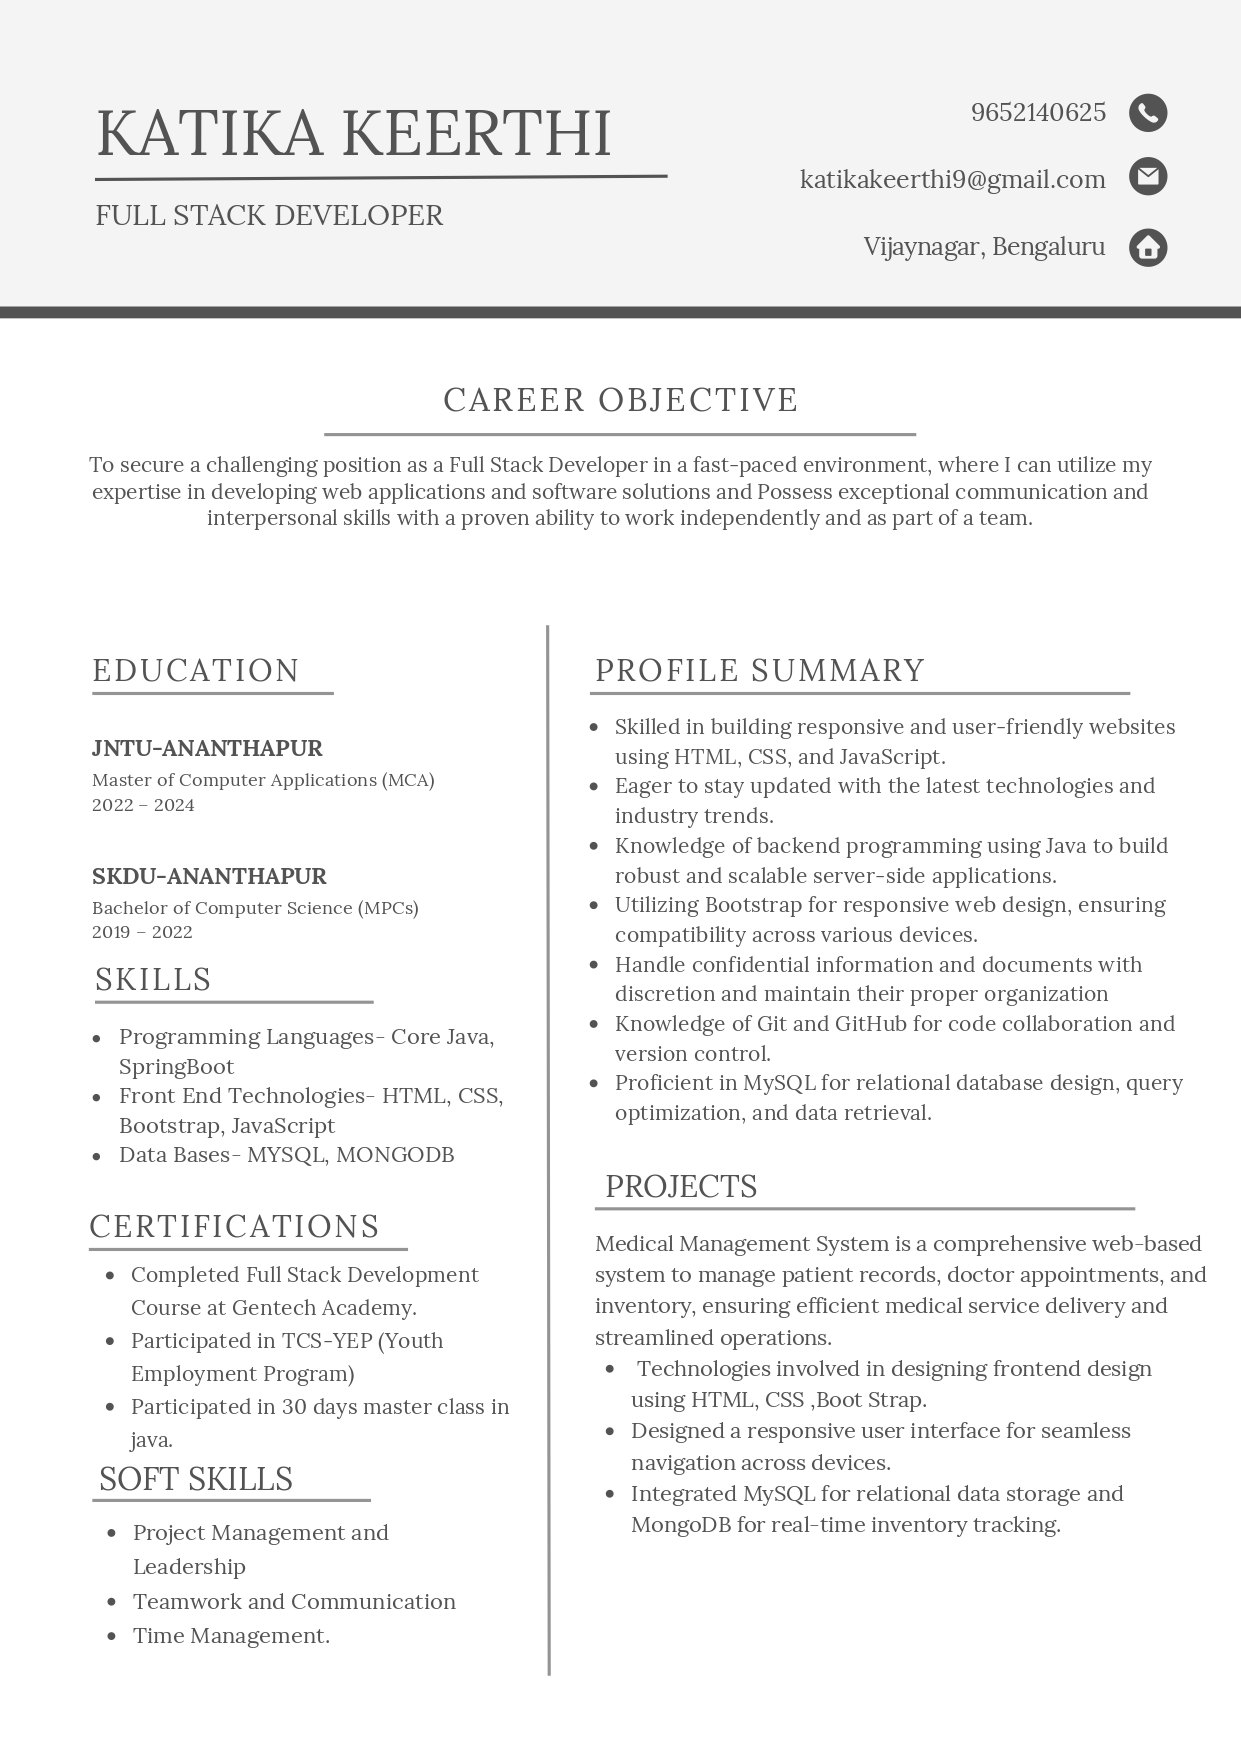 KATIKA KEERTHI
FULL STACK DEVELOPER
9652140625
katikakeerthi9@gmail.com
Vijaynagar, Bengaluru
CAREER OBJECTIVE
To secure a challenging position as a Full Stack Developer in a fast-paced environment, where I can utilize my
expertise in developing web applications and software solutions and Possess exceptional communication and
interpersonal skills with a proven ability to work independently and as part of a team.
EDUCATION
JNTU-ANANTHAPUR
Master of Computer Applications (MCA)
2022 – 2024
SKDU-ANANTHAPUR
Bachelor of Computer Science (MPCs)
2019 – 2022
SKILLS
• Programming Languages- Core Java,
SpringBoot
• Front End Technologies- HTML, CSS,
Bootstrap, JavaScript
• Data Bases- MYSQL, MONGODB
CERTIFICATIONS
• Completed Full Stack Development
Course at Gentech Academy.
• Participated in TCS-YEP (Youth
Employment Program)
• Participated in 30 days master class in
java.
SOFT SKILLS
• Project Management and
Leadership
• Teamwork and Communication
• Time Management.
PROFILE SUMMARY
• Skilled in building responsive and user-friendly websites
using HTML, CSS, and JavaScript.
• Eager to stay updated with the latest technologies and
industry trends.
• Knowledge of backend programming using Java to build
robust and scalable server-side applications.
• Utilizing Bootstrap for responsive web design, ensuring
compatibility across various devices.
• Handle confidential information and documents with
discretion and maintain their proper organization
• Knowledge of Git and GitHub for code collaboration and
version control.
• Proficient in MySQL for relational database design, query
optimization, and data retrieval.
PROJECTS
Medical Management System is a comprehensive web-based
system to manage patient records, doctor appointments, and
inventory, ensuring efficient medical service delivery and
streamlined operations.
• Technologies involved in designing frontend design
using HTML, CSS ,Boot Strap.
• Designed a responsive user interface for seamless
navigation across devices.
• Integrated MySQL for relational data storage and
MongoDB for real-time inventory tracking.